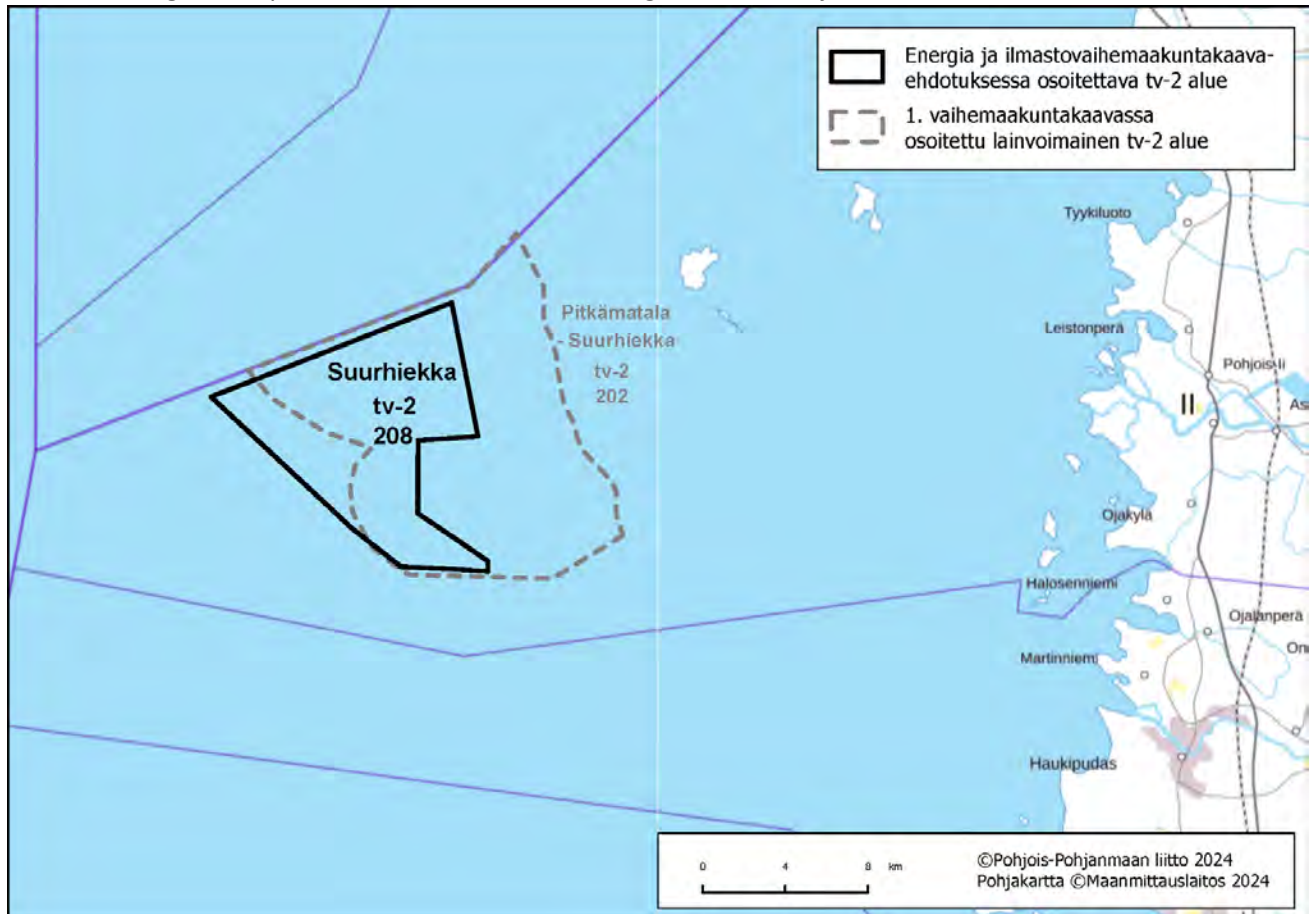 Energia ja ilmastovaihemaakuntakaava-
ehdotuksessa osoitettava tv-2 alue
1. vaihemaakuntakaavassa
osoitettu lainvoimainen tv-2 alue
Tyykiluoto
Pitkämatala
- Suurhiekka
tv-2
202
Leistonperä
Suurhiekka
tv-2
208
Pohjois-Ii
II
As
Ojakylä
Halosenniemi
Ojalanperä
Martinniemi
On
Haukipudas
0 4 8 km
©Pohjois-Pohjanmaan liitto 2024
Pohjakartta ©Maanmittauslaitos 2024